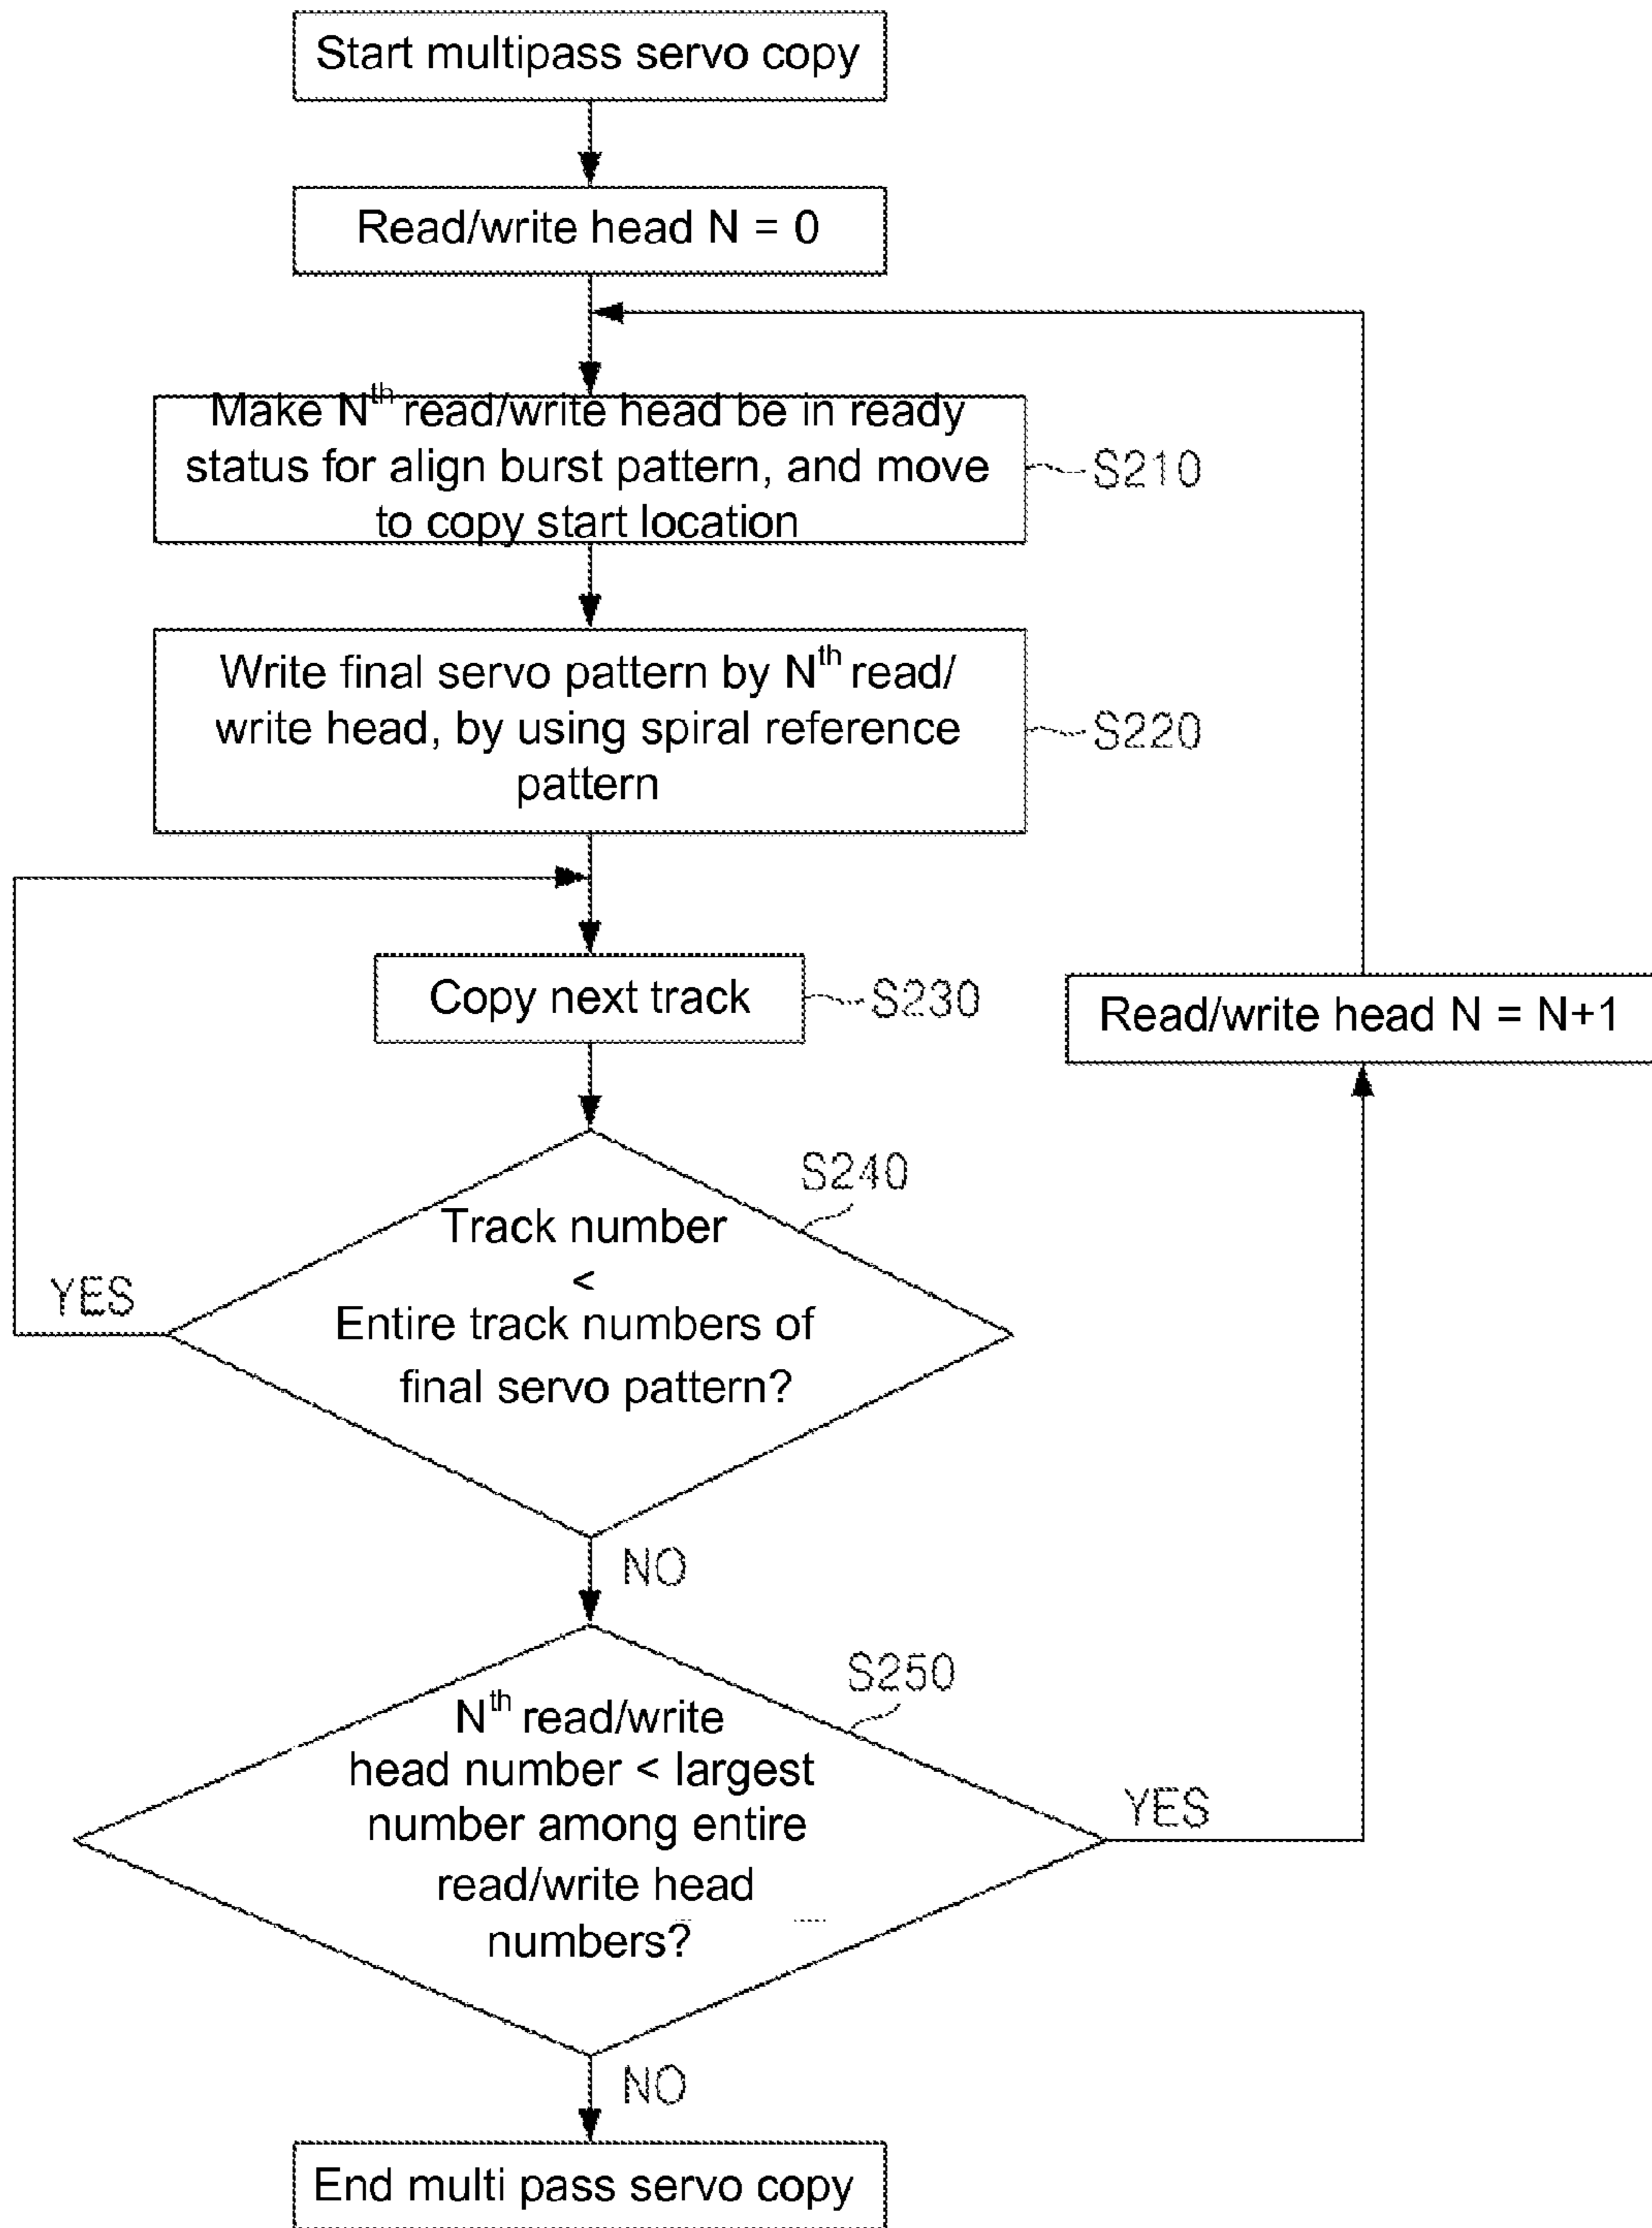 Start multipass servo copy
Read/write head N = 0
Make Nth read/write head be in ready
status for align burst pattern, and move
to copy start location
S210
Write final servo pattern by Nth read/
write head, by using spiral reference
pattern
S220
Copy next track
S230
Read/write head N = N+1
S240
Track number
<
Entire track numbers of
final servo pattern?
YES
NO
S250
Nth read/write
head number < largest
number among entire
read/write head
numbers?
YES
NO
End multi pass servo copy